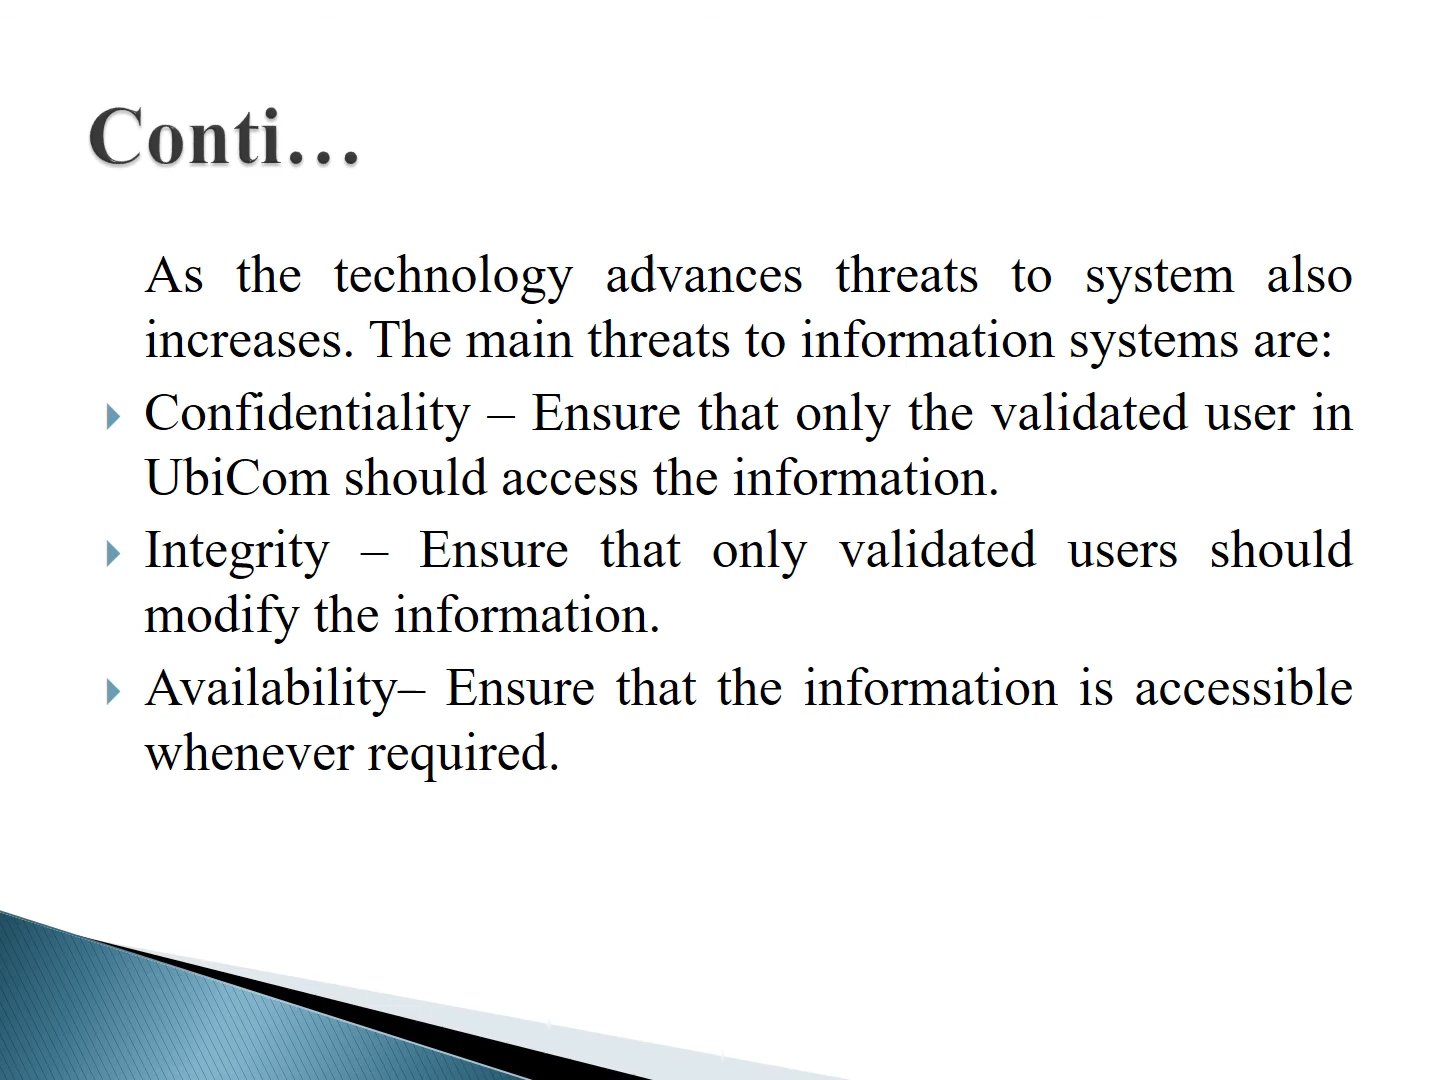 Conti…
As the technology advances threats to system also
increases. The main threats to information systems are:
Confidentiality – Ensure that only the validated user in
UbiCom should access the information.
Integrity – Ensure that only validated users should
modify the information.
Availability– Ensure that the information is accessible
whenever required.